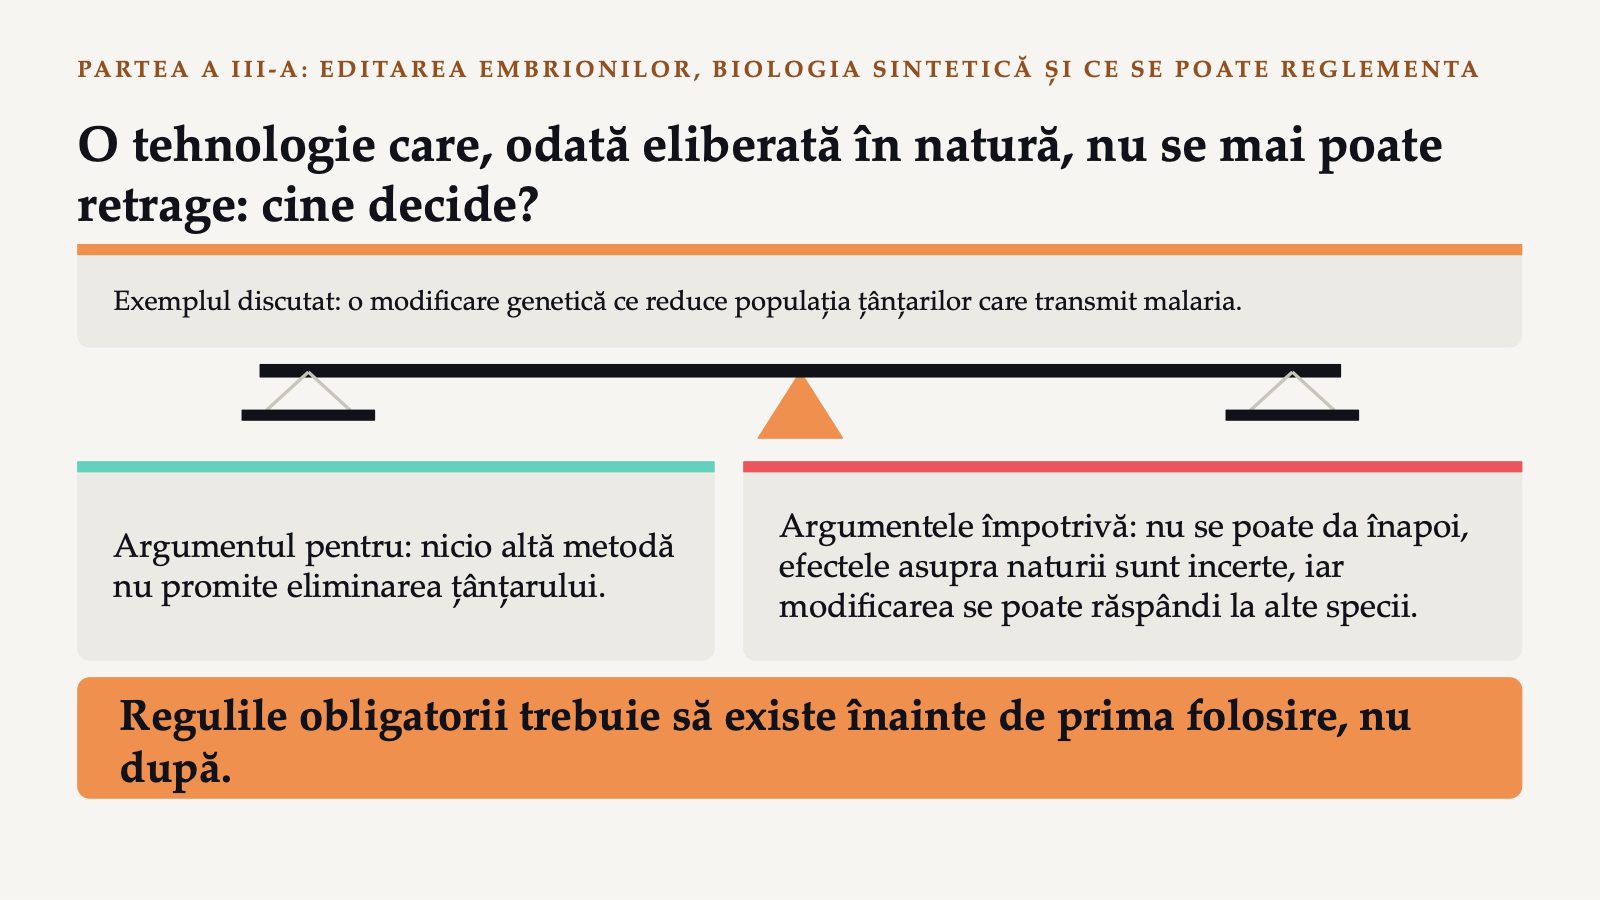 PARTEA A III-A: EDITAREA EMBRIONILOR, BIOLOGIA SINTETICĂ ȘI CE SE POATE REGLEMENTA
O tehnologie care, odată eliberată în natură, nu se mai poate
retrage: cine decide?
Exemplul discutat: o modificare genetică ce reduce populația țânțarilor care transmit malaria.
Argumentul pentru: nicio altă metodă
nu promite eliminarea țânțarului.
Argumentele împotrivă: nu se poate da înapoi,
efectele asupra naturii sunt incerte, iar
modificarea se poate răspândi la alte specii.
Regulile obligatorii trebuie să existe înainte de prima folosire, nu
după.